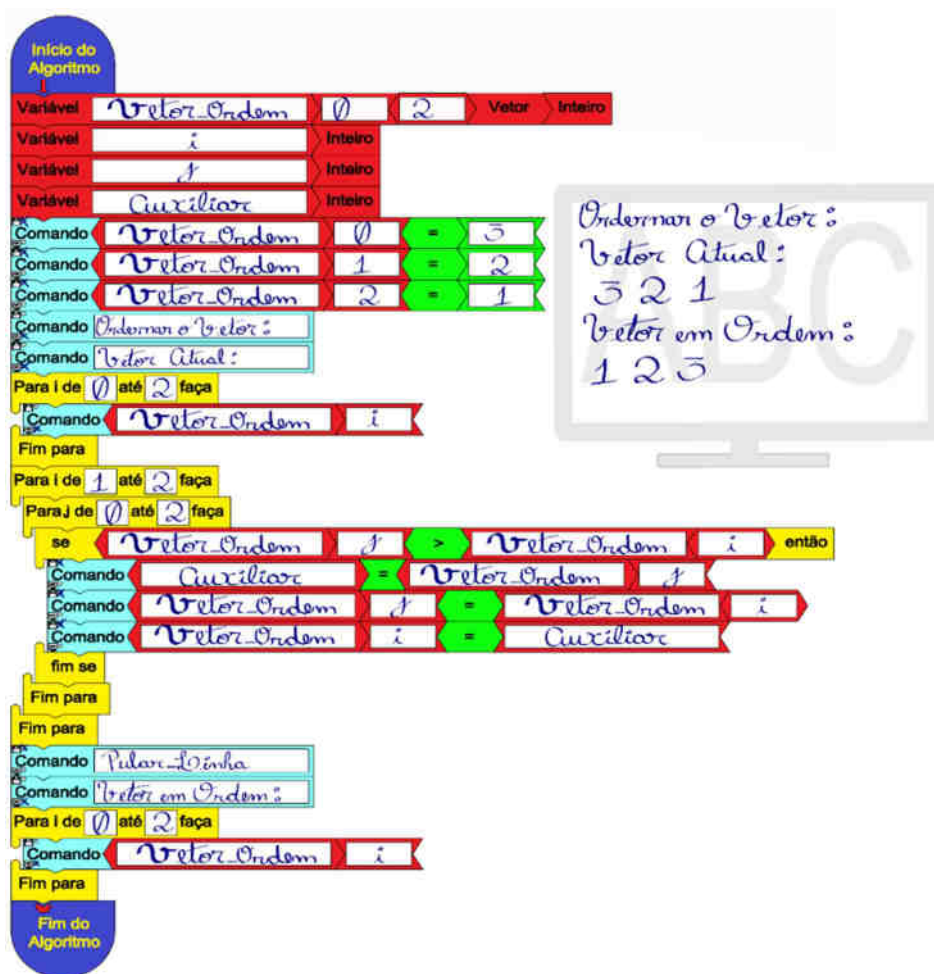 Início do
Algoritmo
Variável Vetor_Ordem 0 2 Vetor Inteiro
Variável i Inteiro
Variável j Inteiro
Variável Auxiliar Inteiro
Comando Vetor_Ordem 0 = 3
Comando Vetor_Ordem 1 = 2
Comando Vetor_Ordem 2 = 1
Comando Ordernar o Vetor:
Comando Vetor Atual:
Para i de 0 até 2 faça
Comando Vetor_Ordem i
Fim para
Para i de 1 até 2 faça
Para j de 0 até 2 faça
se Vetor_Ordem j > Vetor_Ordem i então
Comando Auxiliar = Vetor_Ordem j
Comando Vetor_Ordem j = Vetor_Ordem i
Comando Vetor_Ordem i = Auxiliar
fim se
Fim para
Fim para
Comando Pular_Linha
Comando Vetor em Ordem:
Para i de 0 até 2 faça
Comando Vetor_Ordem i
Fim para
Fim do
Algoritmo
ABC
Ordernar o Vetor:
Vetor Atual:
3 2 1
Vetor em Ordem:
1 2 3